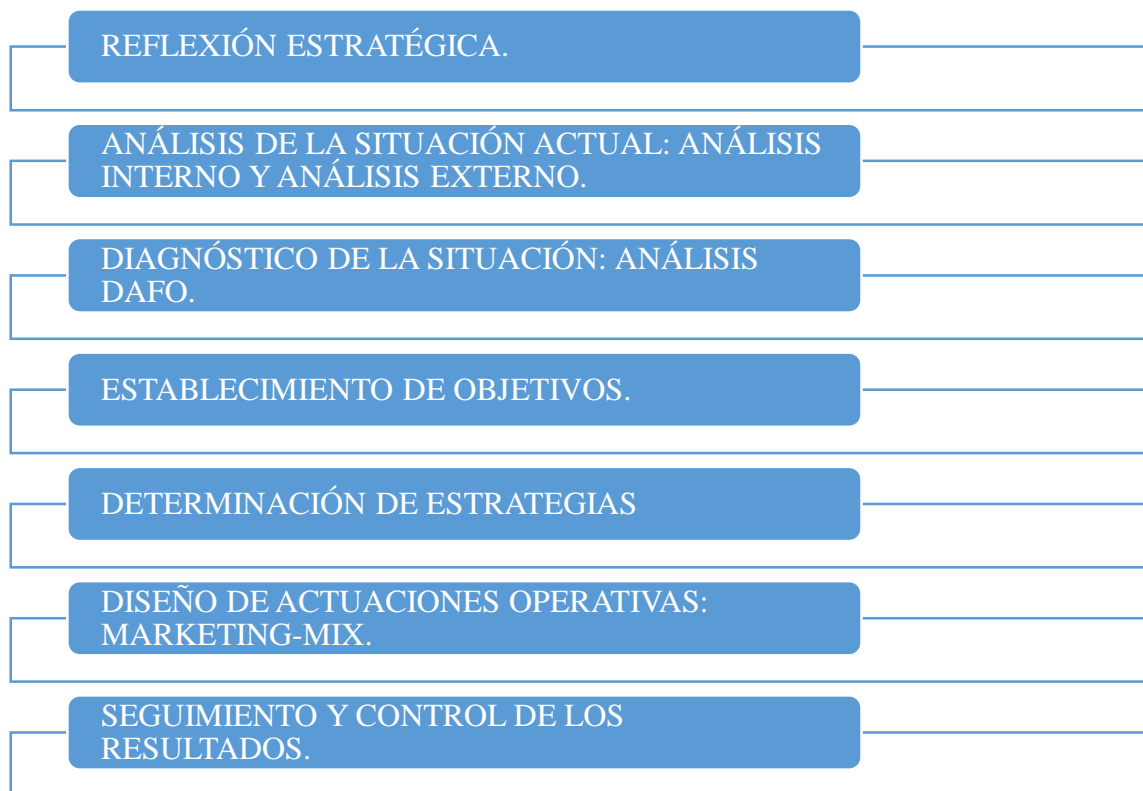 REFLEXIÓN ESTRATÉGICA.
ANÁLISIS DE LA SITUACIÓN ACTUAL: ANÁLISIS
INTERNO Y ANÁLISIS EXTERNO.
DIAGNÓSTICO DE LA SITUACIÓN: ANÁLISIS
DAFO.
ESTABLECIMIENTO DE OBJETIVOS.
DETERMINACIÓN DE ESTRATEGIAS
DISEÑO DE ACTUACIONES OPERATIVAS:
MARKETING-MIX.
SEGUIMIENTO Y CONTROL DE LOS
RESULTADOS.